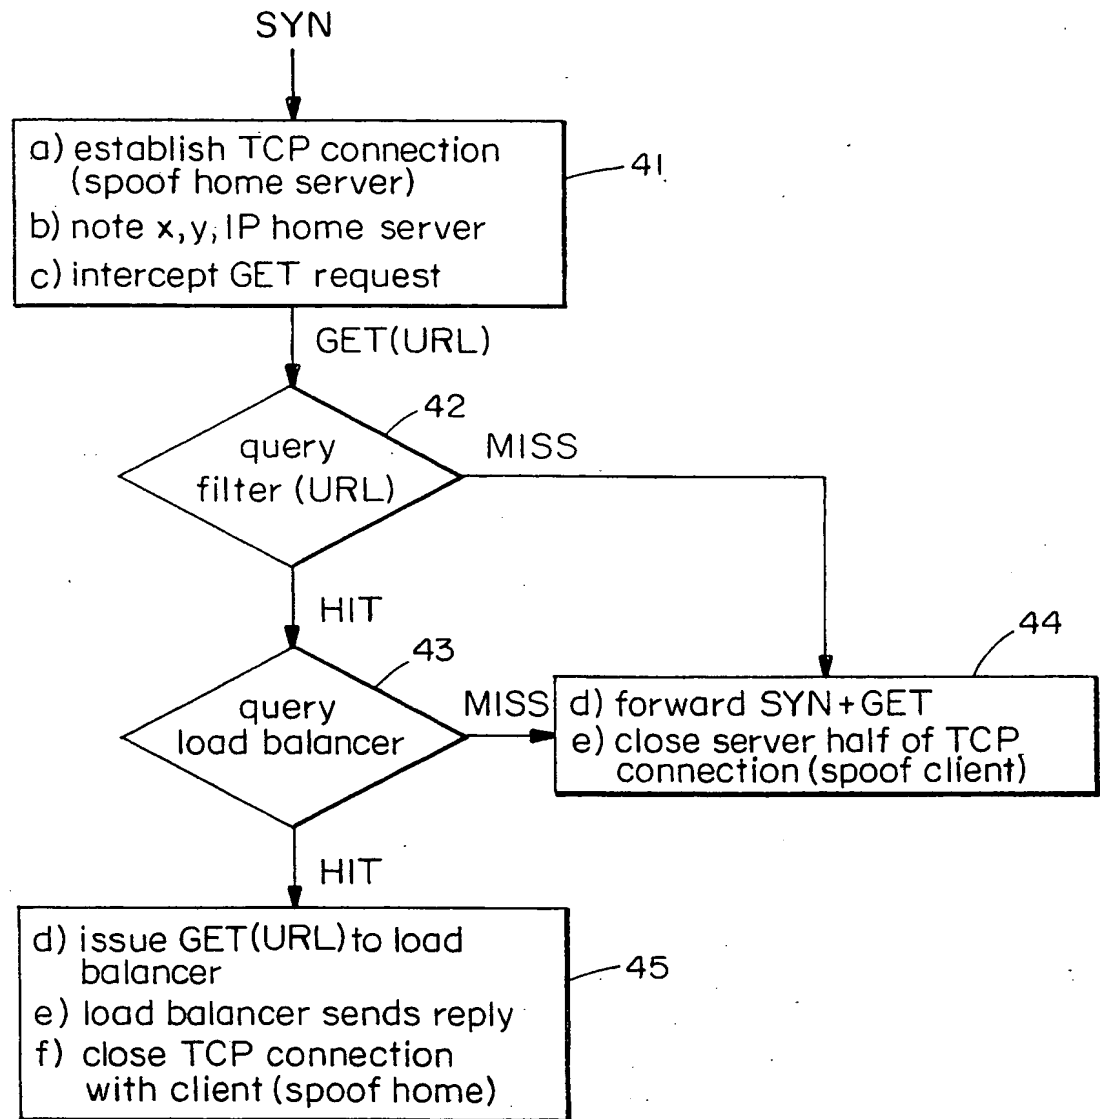 SYN
a) establish TCP connection
(spoof home server)
b) note x, y, IP home server
c) intercept GET request
41
GET(URL)
42
query
filter (URL)
MISS
HIT
43
query
load balancer
MISS
44
d) forward SYN+GET
e) close server half of TCP
connection (spoof client)
HIT
d) issue GET(URL) to load
balancer
e) load balancer sends reply
f) close TCP connection
with client (spoof home)
45